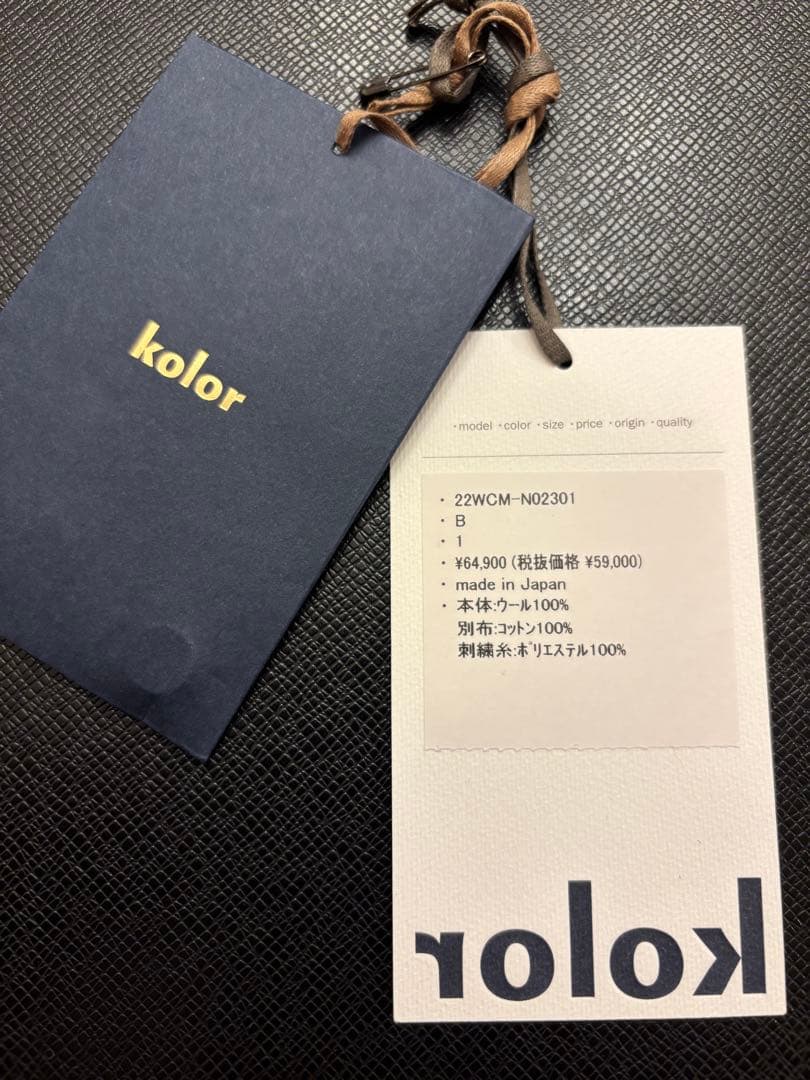 kolor
・model ・color ・size ・price ・origin ・quality
・ 22WCM-N02301
・ B
・ 1
・ ¥64,900 (税抜価格 ¥59,000)
・ made in Japan
・ 本体:ウール100%
別布:コットン100%
刺繍糸:ポリエステル100%
kolor